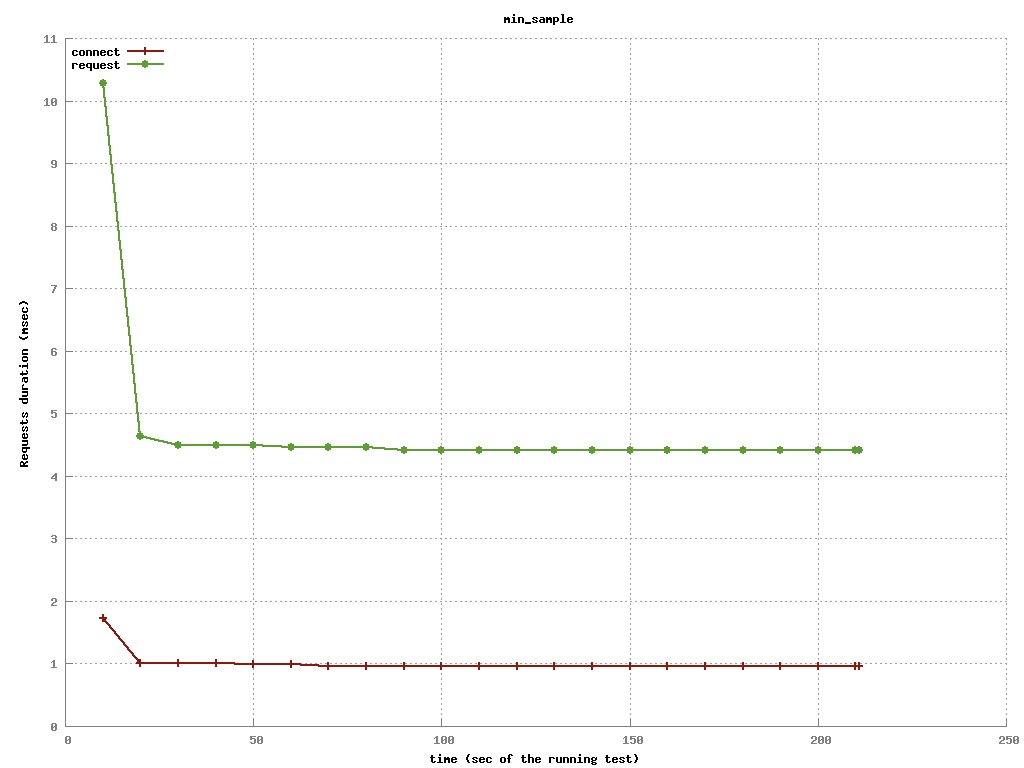 min_sample
connect
request
11
10
9
8
7
6
5
4
3
2
1
0
Requests duration (msec)
0 50 100 150 200 250
time (sec of the running test)